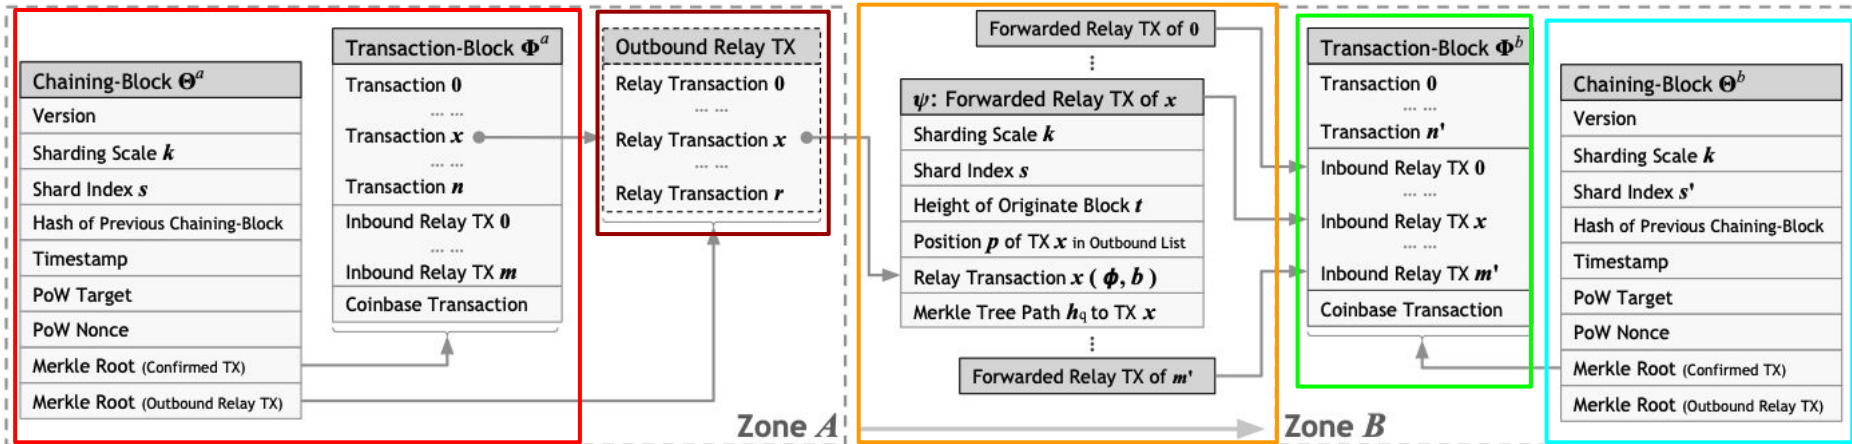 Chaining-Block Θᵃ
Version
Sharding Scale k
Shard Index s
Hash of Previous Chaining-Block
Timestamp
PoW Target
PoW Nonce
Merkle Root (Confirmed TX)
Merkle Root (Outbound Relay TX)
Transaction-Block Φᵃ
Transaction 0
... ...
Transaction x
... ...
Transaction n
Inbound Relay TX 0
... ...
Inbound Relay TX m
Coinbase Transaction
Outbound Relay TX
Relay Transaction 0
... ...
Relay Transaction x
... ...
Relay Transaction r
Zone A
Forwarded Relay TX of 0
⋮
ψ: Forwarded Relay TX of x
Sharding Scale k
Shard Index s
Height of Originate Block t
Position p of TX x in Outbound List
Relay Transaction x ( ϕ, b )
Merkle Tree Path hq to TX x
⋮
Forwarded Relay TX of m'
Transaction-Block Φᵇ
Transaction 0
... ...
Transaction n'
Inbound Relay TX 0
... ...
Inbound Relay TX x
... ...
Inbound Relay TX m'
Coinbase Transaction
Zone B
Chaining-Block Θᵇ
Version
Sharding Scale k
Shard Index s'
Hash of Previous Chaining-Block
Timestamp
PoW Target
PoW Nonce
Merkle Root (Confirmed TX)
Merkle Root (Outbound Relay TX)